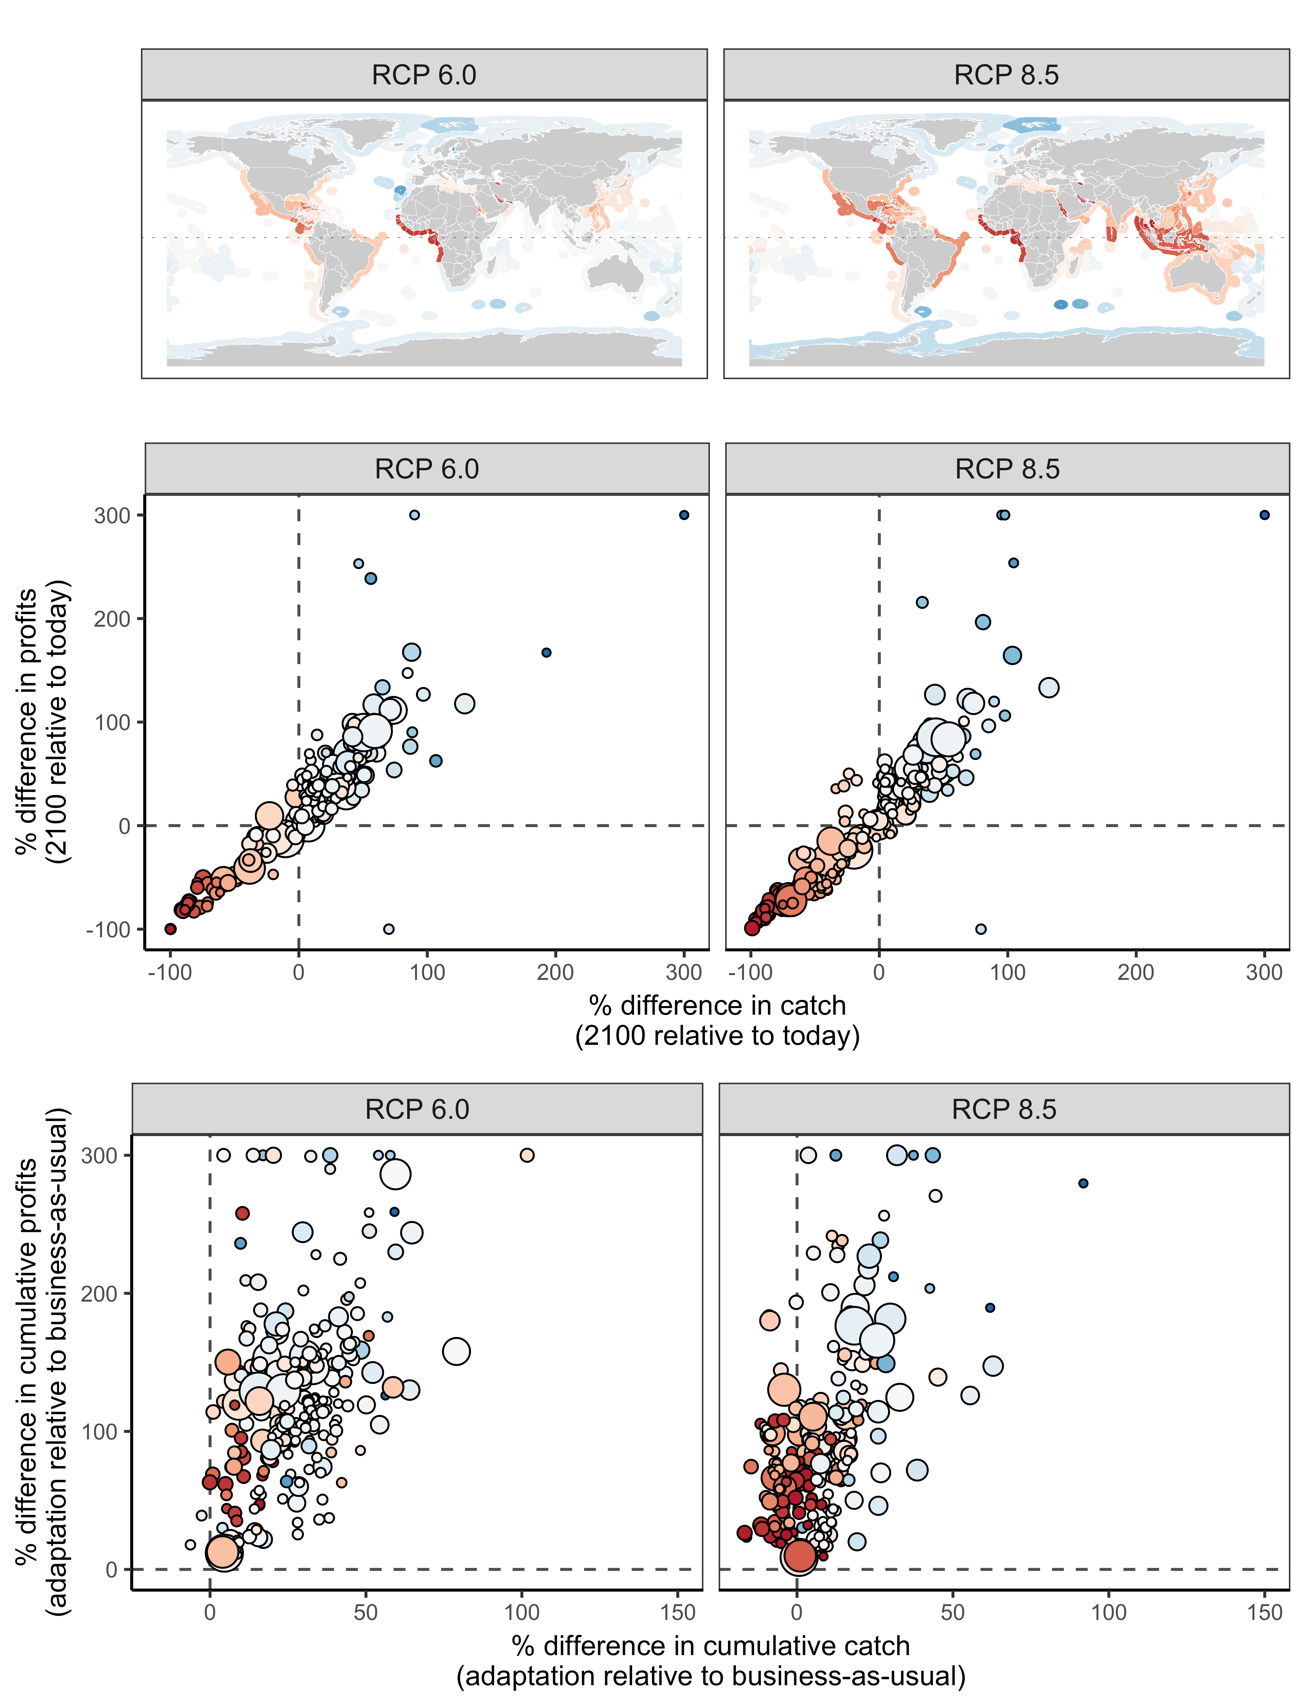 RCP 6.0
RCP 8.5
RCP 6.0
RCP 8.5
% difference in profits
(2100 relative to today)
300
200
100
0
-100
-100 0 100 200 300
-100 0 100 200 300
% difference in catch
(2100 relative to today)
RCP 6.0
RCP 8.5
% difference in cumulative profits
(adaptation relative to business-as-usual)
300
200
100
0
0 50 100 150
0 50 100 150
% difference in cumulative catch
(adaptation relative to business-as-usual)